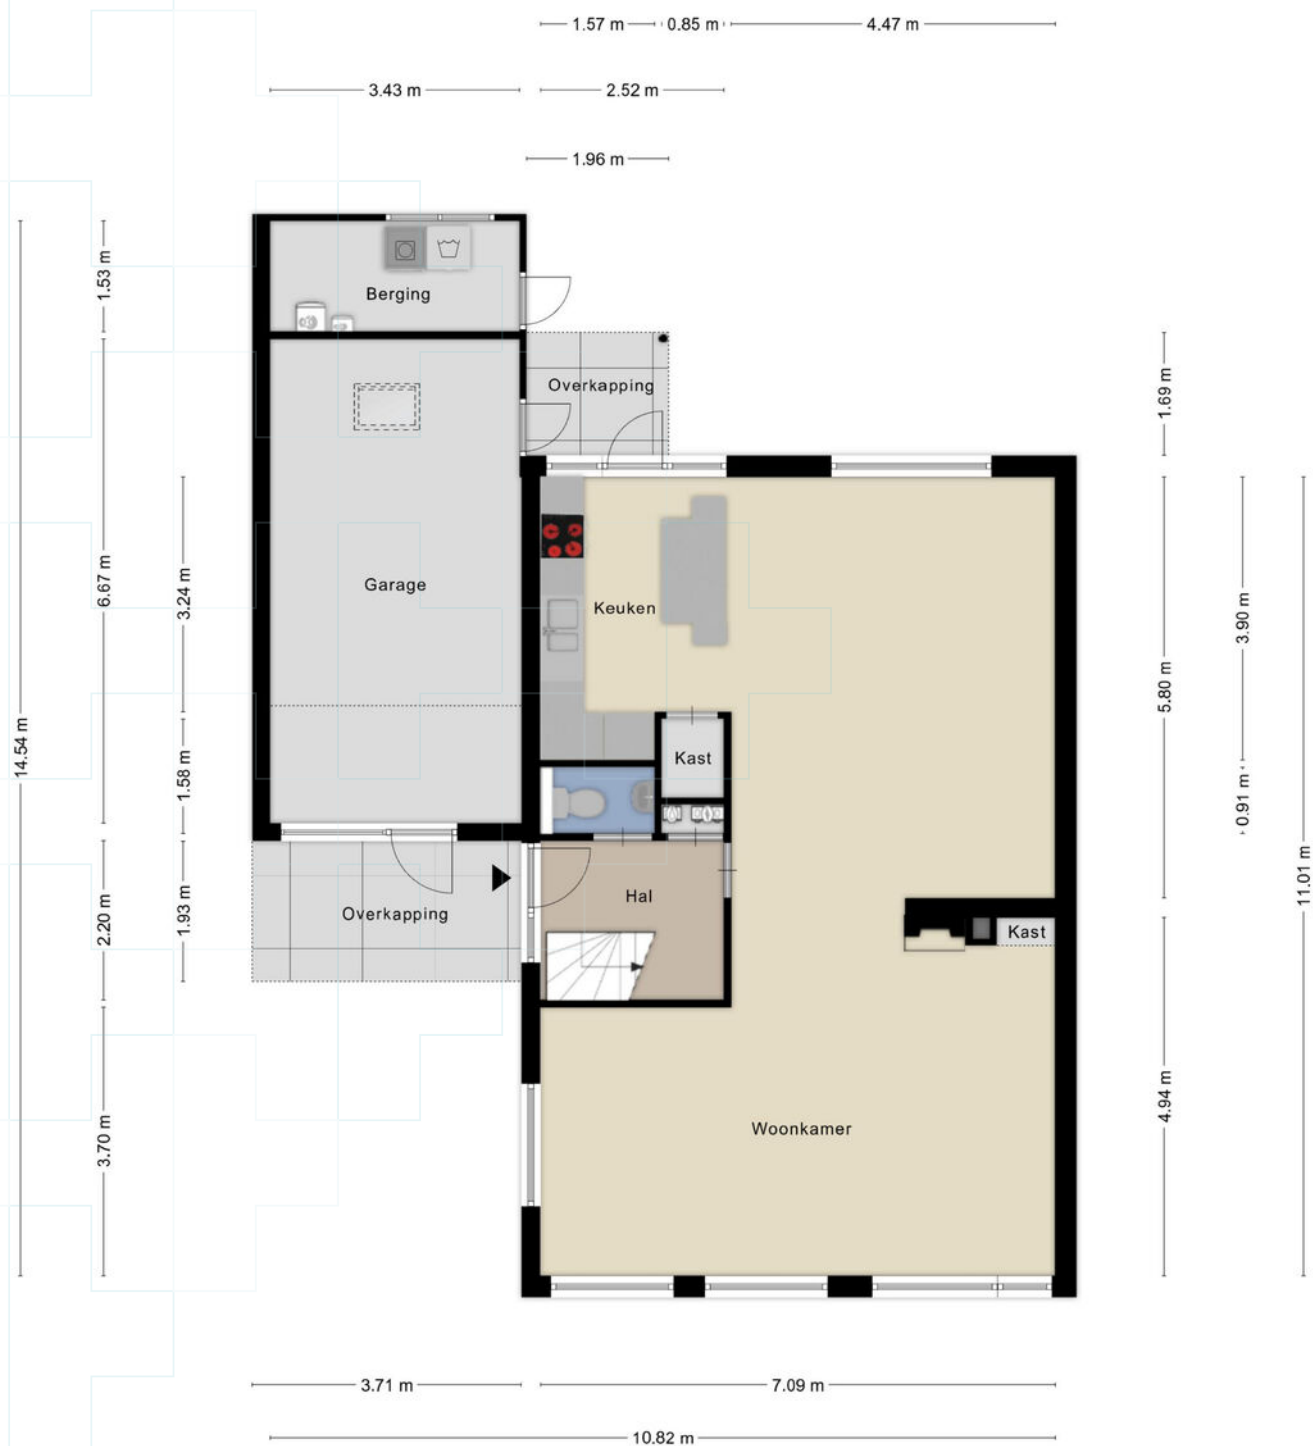 1.57 m
0.85 m
4.47 m
3.43 m
2.52 m
1.96 m
1.53 m
Berging
Overkapping
1.69 m
6.67 m
3.24 m
Garage
Keuken
3.90 m
5.80 m
14.54 m
1.58 m
Kast
0.91 m
11.01 m
2.20 m
1.93 m
Overkapping
Hal
Kast
4.94 m
3.70 m
Woonkamer
3.71 m
7.09 m
10.82 m